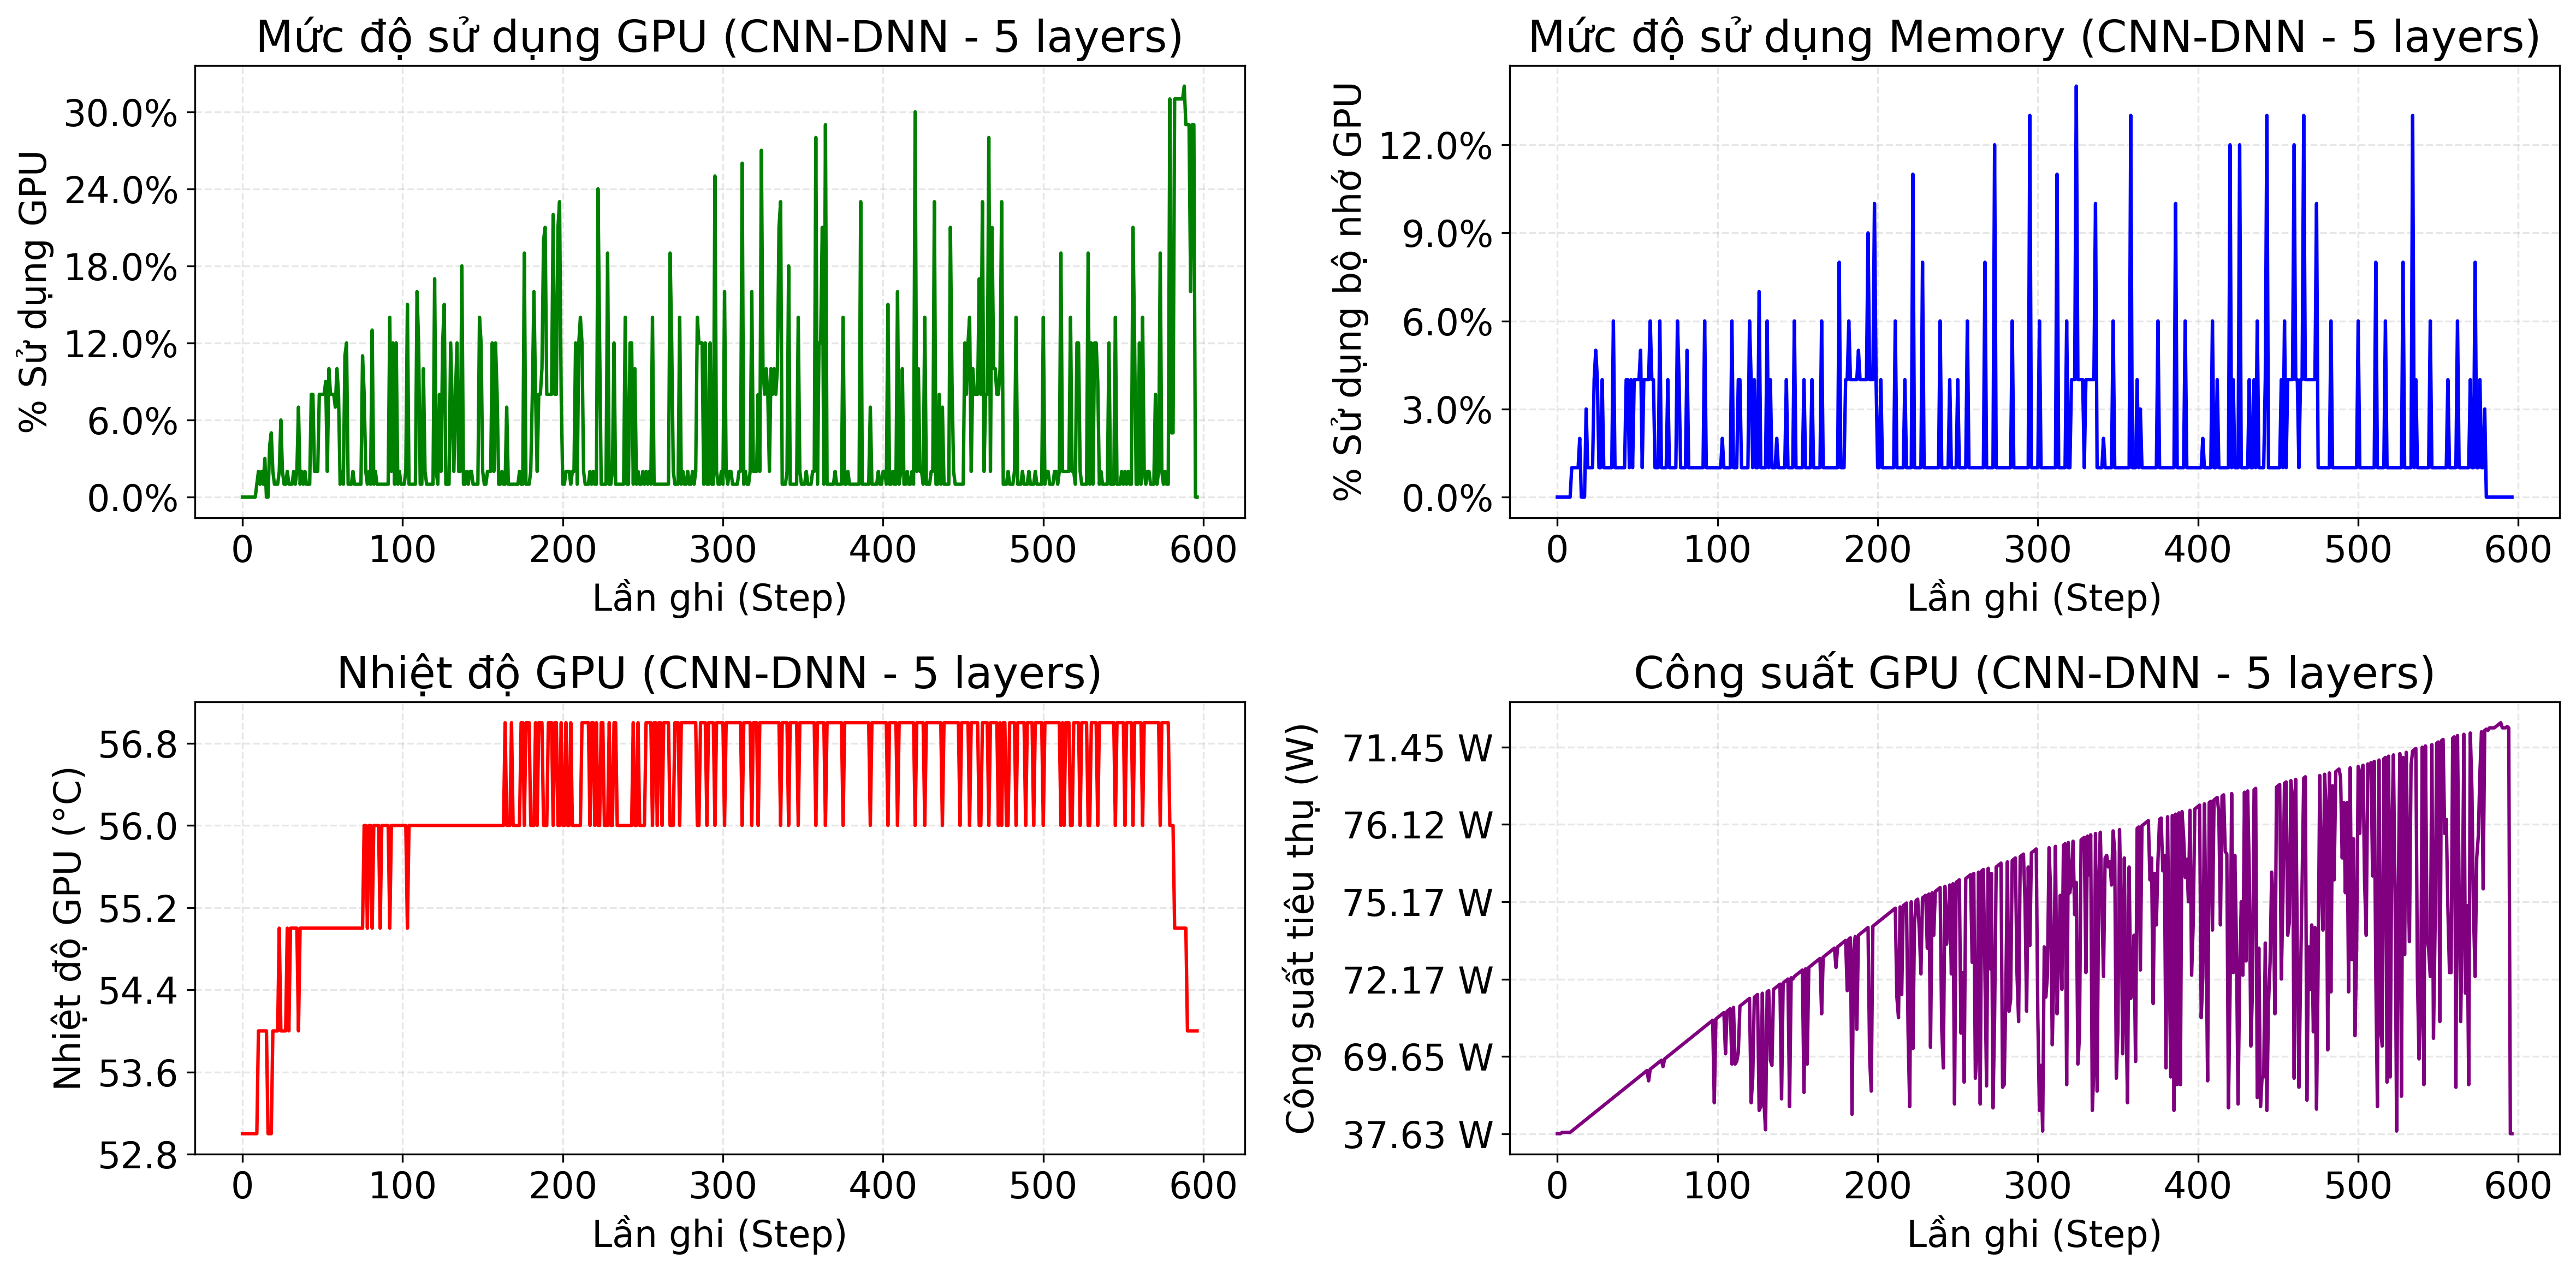 Mức độ sử dụng GPU (CNN-DNN - 5 layers)
% Sử dụng GPU
30.0%
24.0%
18.0%
12.0%
6.0%
0.0%
0 100 200 300 400 500 600
Lần ghi (Step)
Mức độ sử dụng Memory (CNN-DNN - 5 layers)
% Sử dụng bộ nhớ GPU
12.0%
9.0%
6.0%
3.0%
0.0%
0 100 200 300 400 500 600
Lần ghi (Step)
Nhiệt độ GPU (CNN-DNN - 5 layers)
Nhiệt độ GPU (°C)
56.8
56.0
55.2
54.4
53.6
52.8
0 100 200 300 400 500 600
Lần ghi (Step)
Công suất GPU (CNN-DNN - 5 layers)
Công suất tiêu thụ (W)
71.45 W
76.12 W
75.17 W
72.17 W
69.65 W
37.63 W
0 100 200 300 400 500 600
Lần ghi (Step)